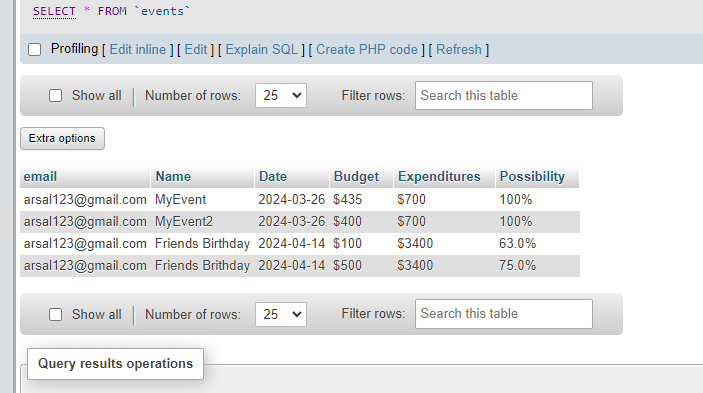 SELECT * FROM `events`
Profiling [ Edit inline ] [ Edit ] [ Explain SQL ] [ Create PHP code ] [ Refresh ]
Show all Number of rows: 25 Filter rows: Search this table
Extra options
email Name Date Budget Expenditures Possibility
arsal123@gmail.com MyEvent 2024-03-26 $435 $700 100%
arsal123@gmail.com MyEvent2 2024-03-26 $400 $700 100%
arsal123@gmail.com Friends Birthday 2024-04-14 $100 $3400 63.0%
arsal123@gmail.com Friends Brithday 2024-04-14 $500 $3400 75.0%
Show all Number of rows: 25 Filter rows: Search this table
Query results operations